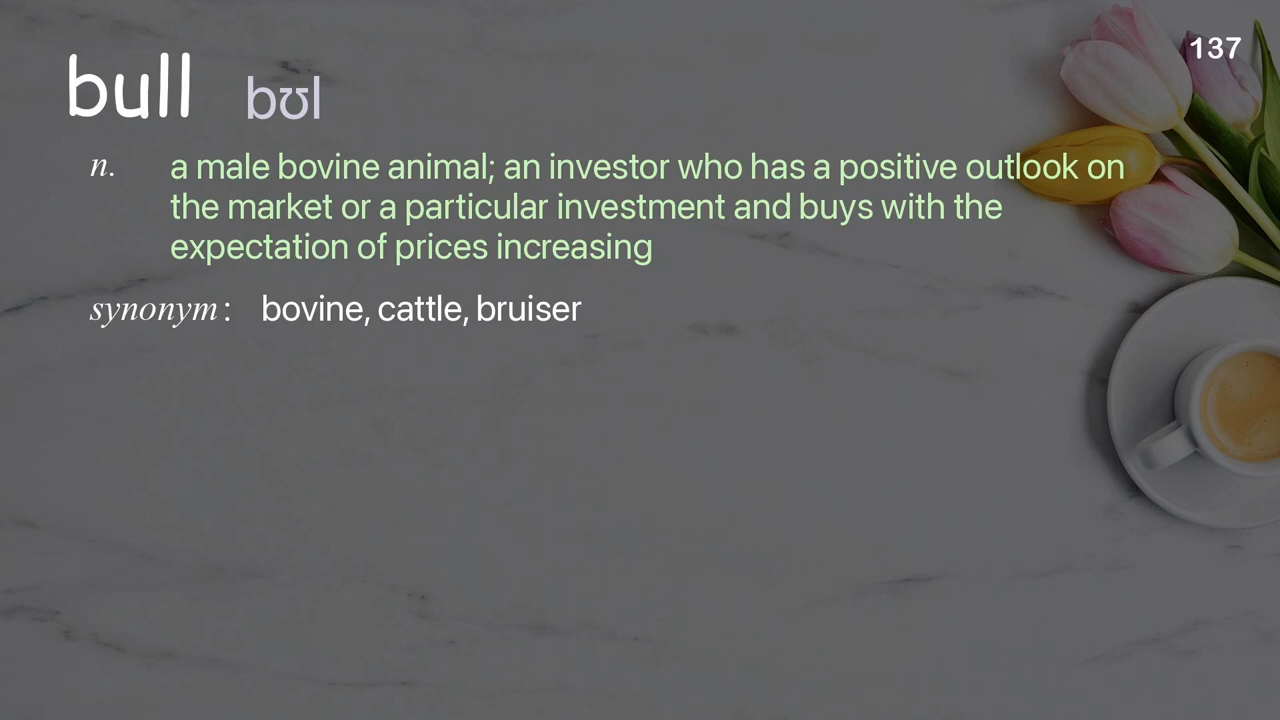 137
bull bʊl
n. a male bovine animal; an investor who has a positive outlook on
the market or a particular investment and buys with the
expectation of prices increasing
synonym: bovine, cattle, bruiser